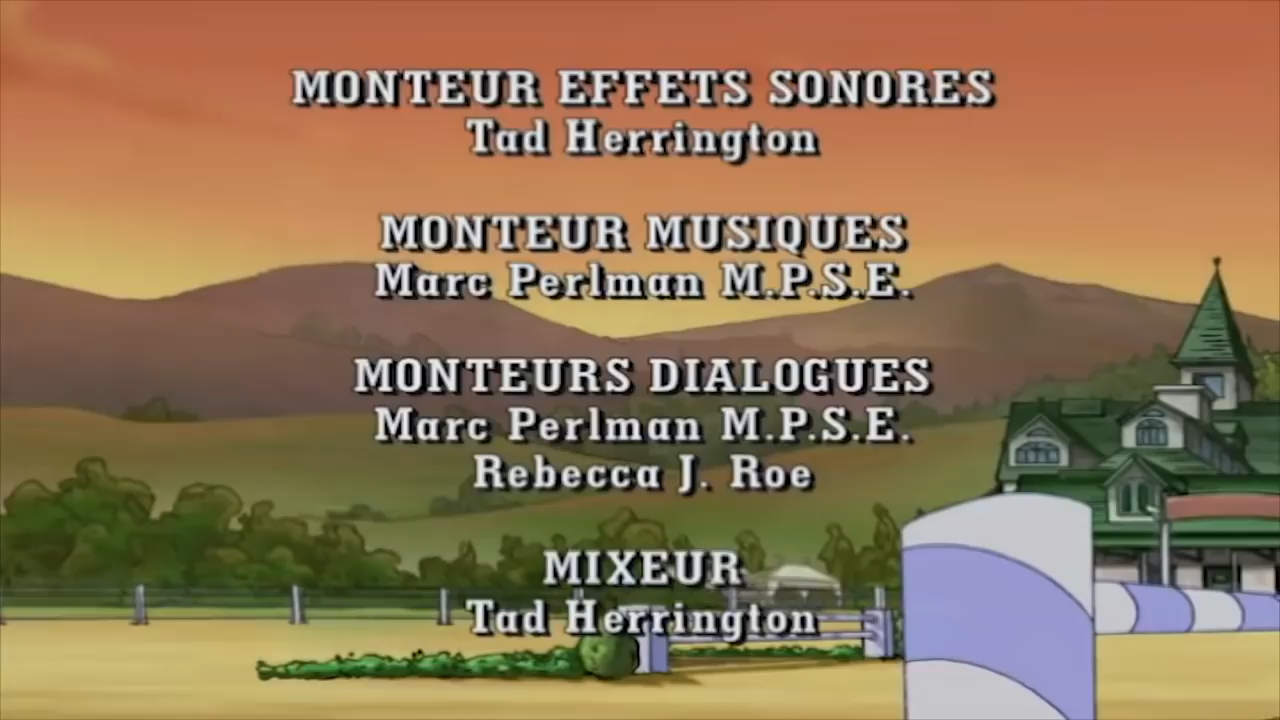 MONTEUR EFFETS SONORES
Tad Herrington
MONTEUR MUSIQUES
Marc Perlman M.P.S.E.
MONTEURS DIALOGUES
Marc Perlman M.P.S.E.
Rebecca J. Roe
MIXEUR
Tad Herrington